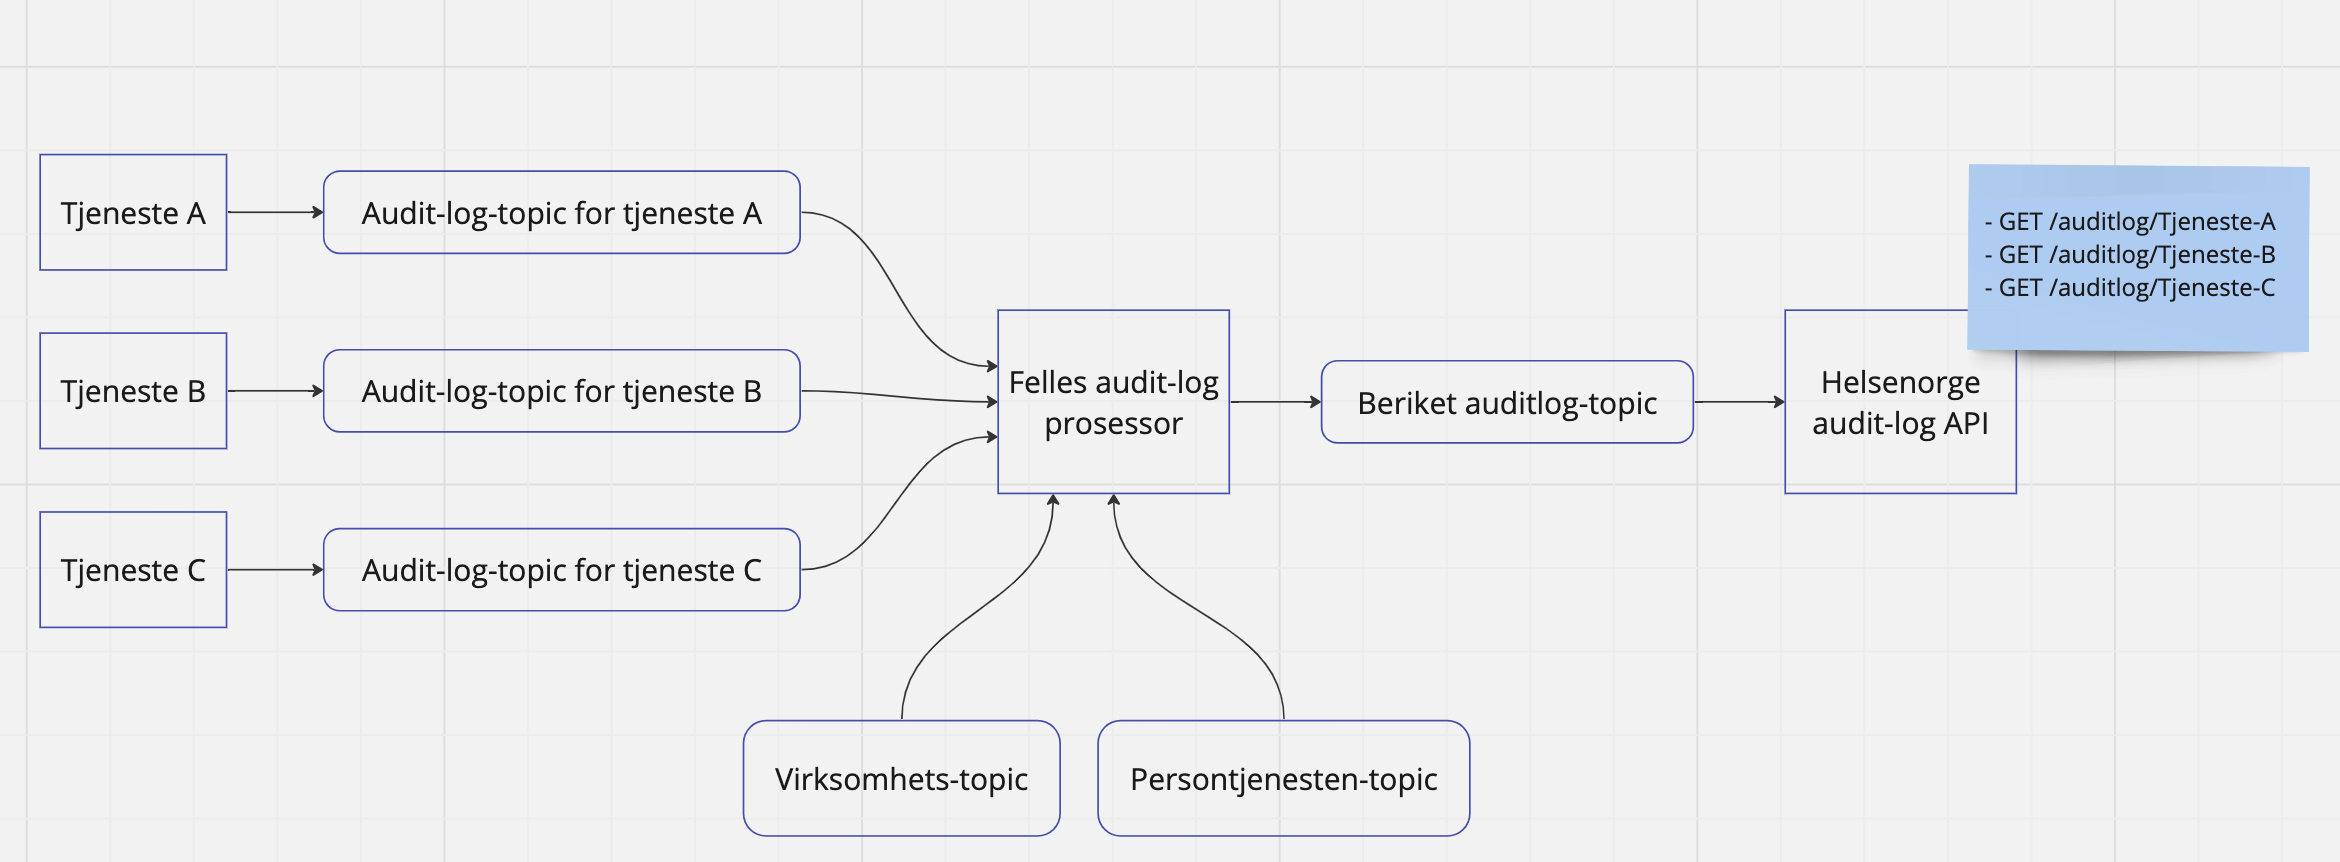 Tjeneste A
Audit-log-topic for tjeneste A
- GET /auditlog/Tjeneste-A
- GET /auditlog/Tjeneste-B
- GET /auditlog/Tjeneste-C
Tjeneste B
Audit-log-topic for tjeneste B
Felles audit-log
prosessor
Beriket auditlog-topic
Helsenorge
audit-log API
Tjeneste C
Audit-log-topic for tjeneste C
Virksomhets-topic
Persontjenesten-topic